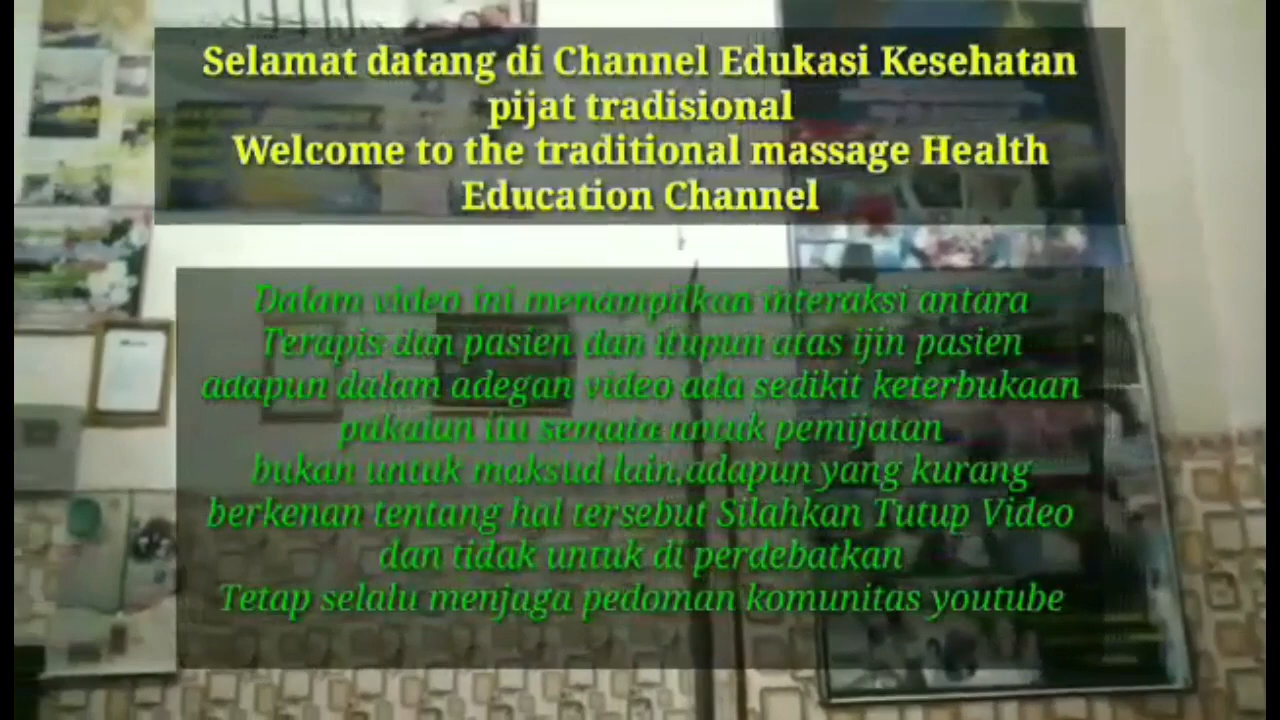 Selamat datang di Channel Edukasi Kesehatan
pijat tradisional
Welcome to the traditional massage Health
Education Channel
Dalam video ini menampilkan interaksi antara
Terapis dan pasien dan itupun atas ijin pasien
adapun dalam adegan video ada sedikit keterbukaan
pakaian itu semata untuk pemijatan
bukan untuk maksud lain,adapun yang kurang
berkenan tentang hal tersebut Silahkan Tutup Video
dan tidak untuk di perdebatkan
Tetap selalu menjaga pedoman komunitas youtube